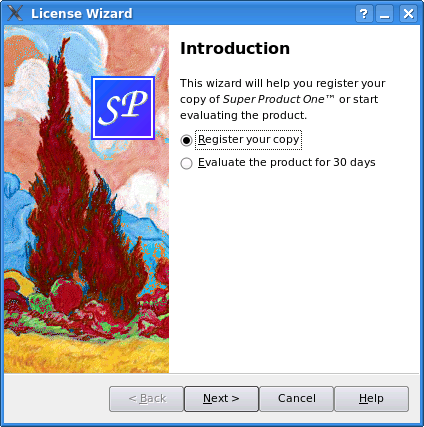 License Wizard
Introduction
This wizard will help you register your
copy of Super Product One™ or start
evaluating the product.
SP
Register your copy
Evaluate the product for 30 days
< Back
Next >
Cancel
Help